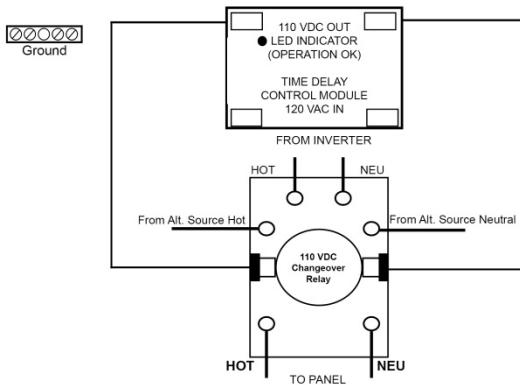 110 VDC OUT
LED INDICATOR
(OPERATION OK)
Ground
TIME DELAY
CONTROL MODULE
120 VAC IN
FROM INVERTER
HOT
NEU
From Alt. Source Hot
From Alt. Source Neutral
110 VDC
Changeover
Relay
HOT
NEU
TO PANEL